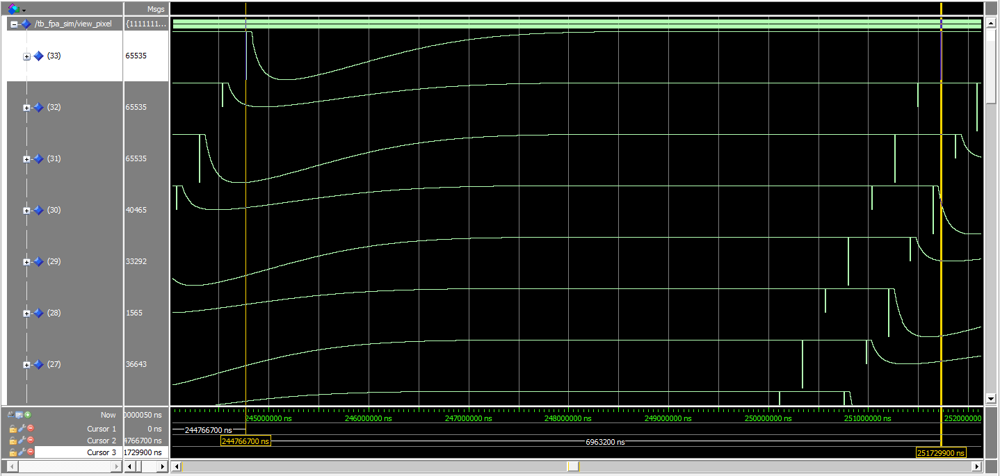 Msgs
/tb_fpa_sim/view_pixel {1111111...
(33) 65535
(32) 65535
(31) 65535
(30) 40465
(29) 33292
(28) 1565
(27) 36643
Now 0000050 ns 245000000 ns 246000000 ns 247000000 ns 248000000 ns 249000000 ns 250000000 ns 251000000 ns 252000000
Cursor 1 0 ns 244766700 ns
Cursor 2 4766700 ns 244766700 ns 6963200 ns
Cursor 3 1729900 ns 251729900 ns